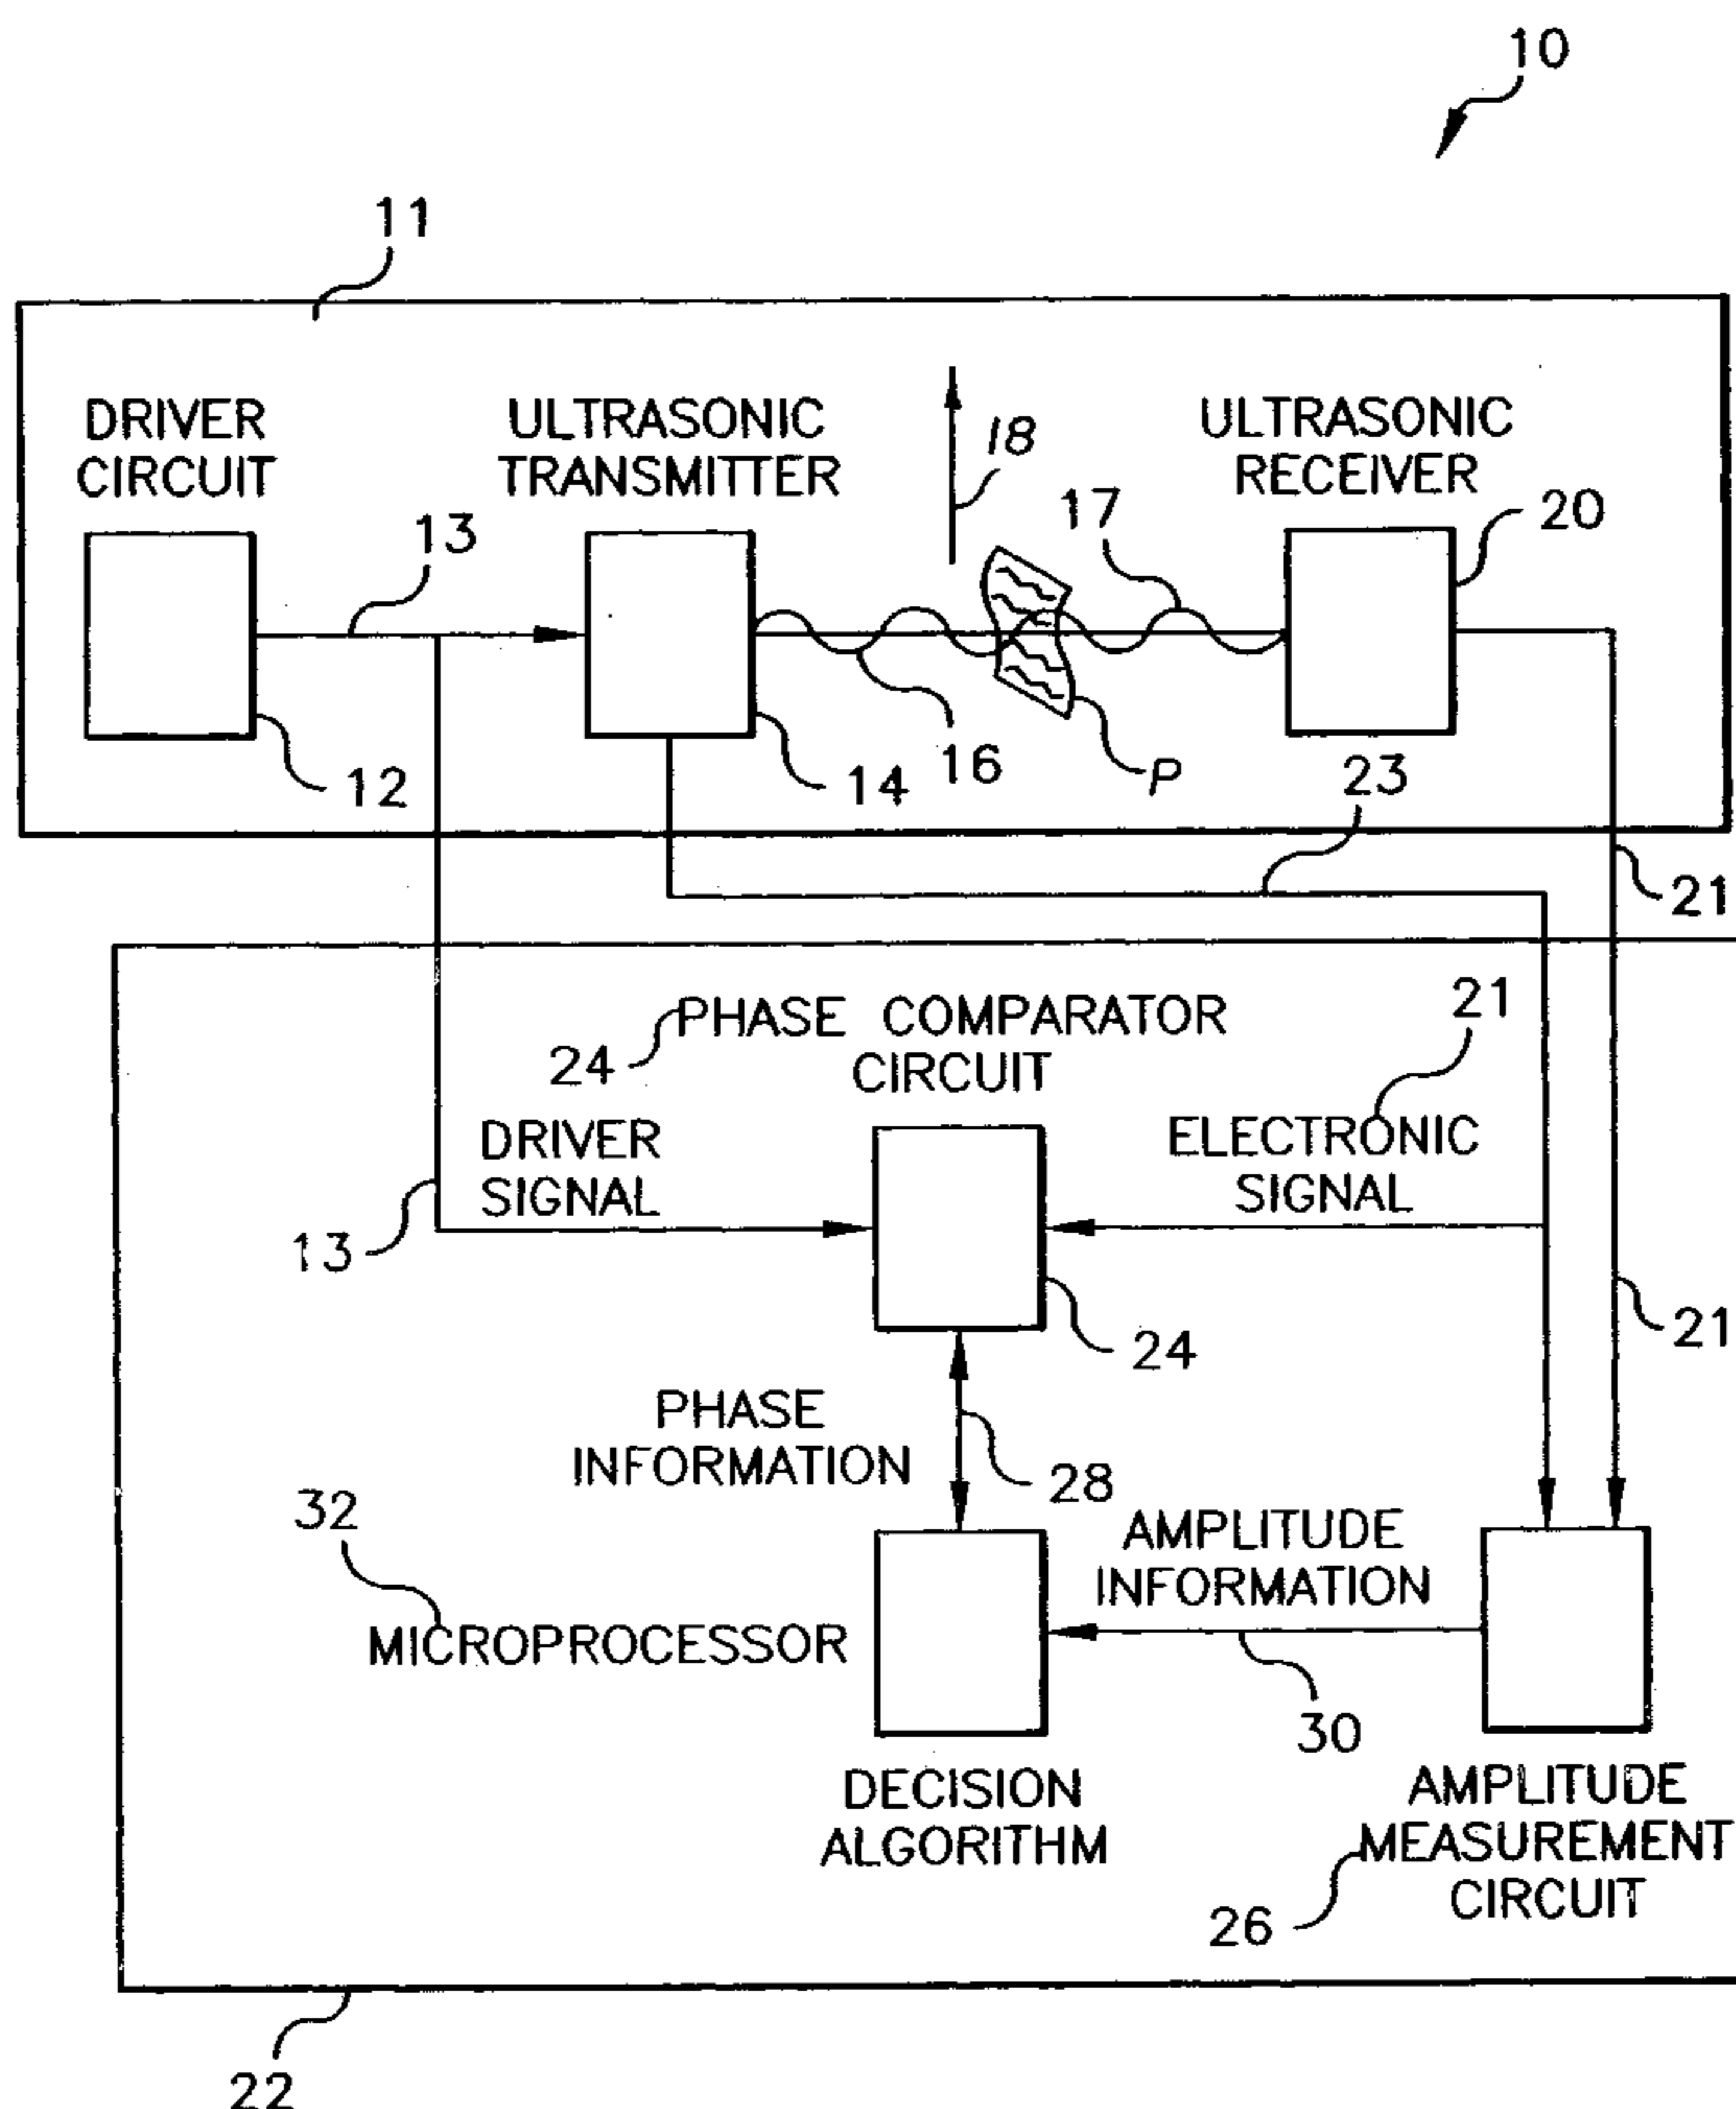 10
11
DRIVER
CIRCUIT
ULTRASONIC
TRANSMITTER
18
ULTRASONIC
RECEIVER
13
17
20
12
14
16
P
23
21
24
PHASE COMPARATOR
CIRCUIT
21
DRIVER
SIGNAL
ELECTRONIC
SIGNAL
13
24
21
PHASE
INFORMATION
28
32
MICROPROCESSOR
AMPLITUDE
INFORMATION
30
DECISION
ALGORITHM
AMPLITUDE
MEASUREMENT
CIRCUIT
26
22